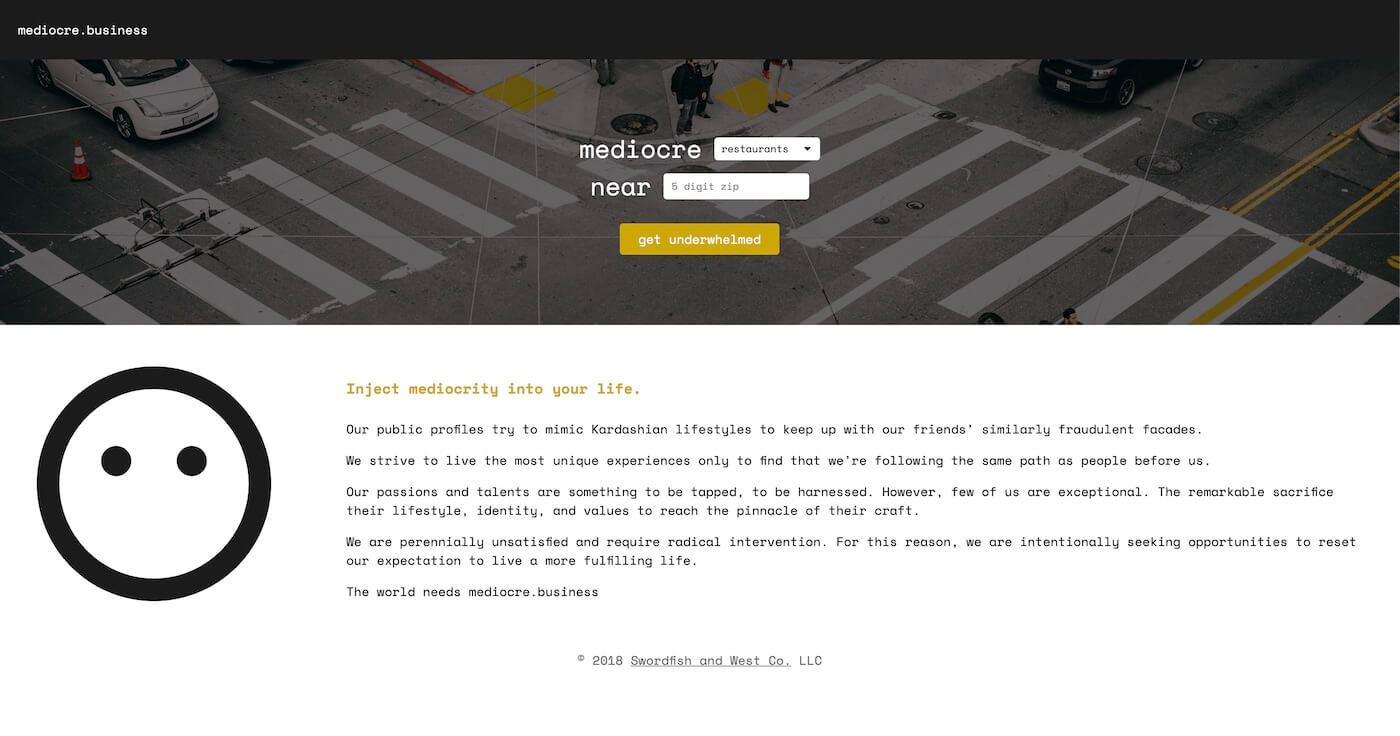 mediocre.business
mediocre restaurants
near 5 digit zip
get underwhelmed
Inject mediocrity into your life.
Our public profiles try to mimic Kardashian lifestyles to keep up with our friends' similarly fraudulent facades.
We strive to live the most unique experiences only to find that we're following the same path as people before us.
Our passions and talents are something to be tapped, to be harnessed. However, few of us are exceptional. The remarkable sacrifice
their lifestyle, identity, and values to reach the pinnacle of their craft.
We are perennially unsatisfied and require radical intervention. For this reason, we are intentionally seeking opportunities to reset
our expectation to live a more fulfilling life.
The world needs mediocre.business
© 2018 Swordfish and West Co. LLC